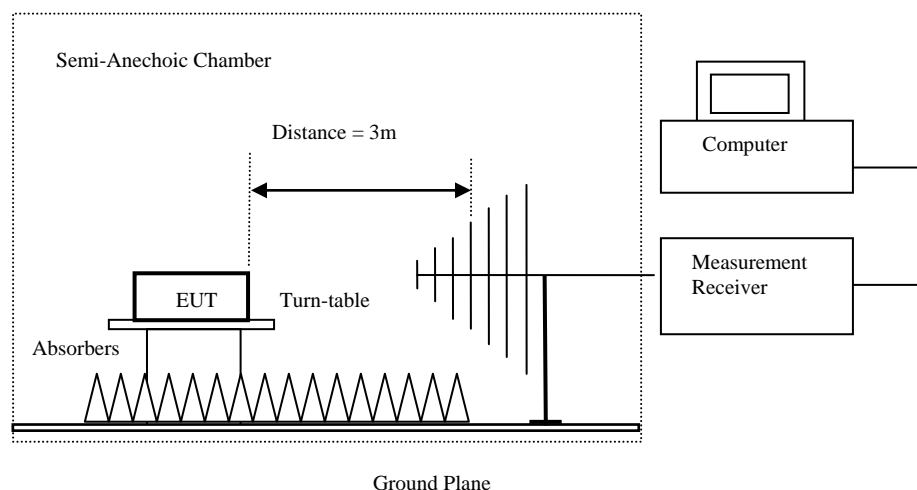 Semi-Anechoic Chamber
Distance = 3m
Computer
Measurement
Receiver
EUT
Turn-table
Absorbers
Ground Plane